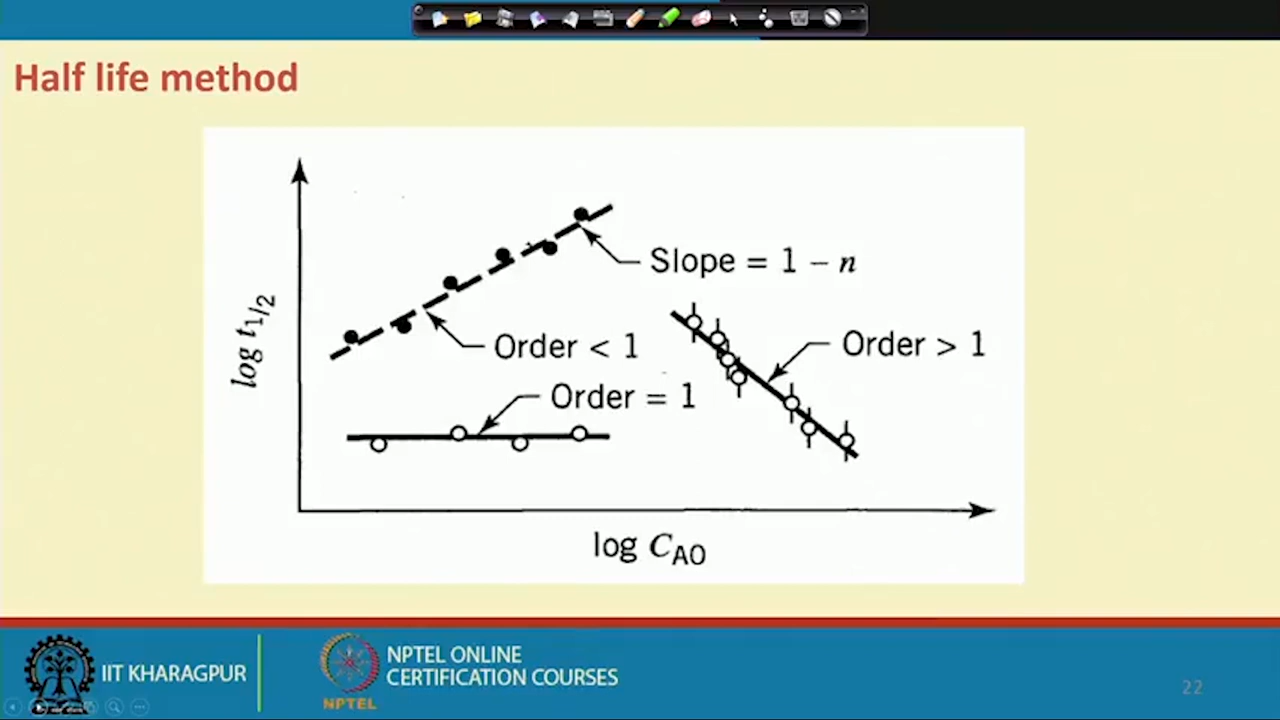 Half life method
log t1/2
Slope = 1 – n
Order < 1
Order > 1
Order = 1
log CA0
IIT KHARAGPUR
NPTEL
NPTEL ONLINE
CERTIFICATION COURSES
22